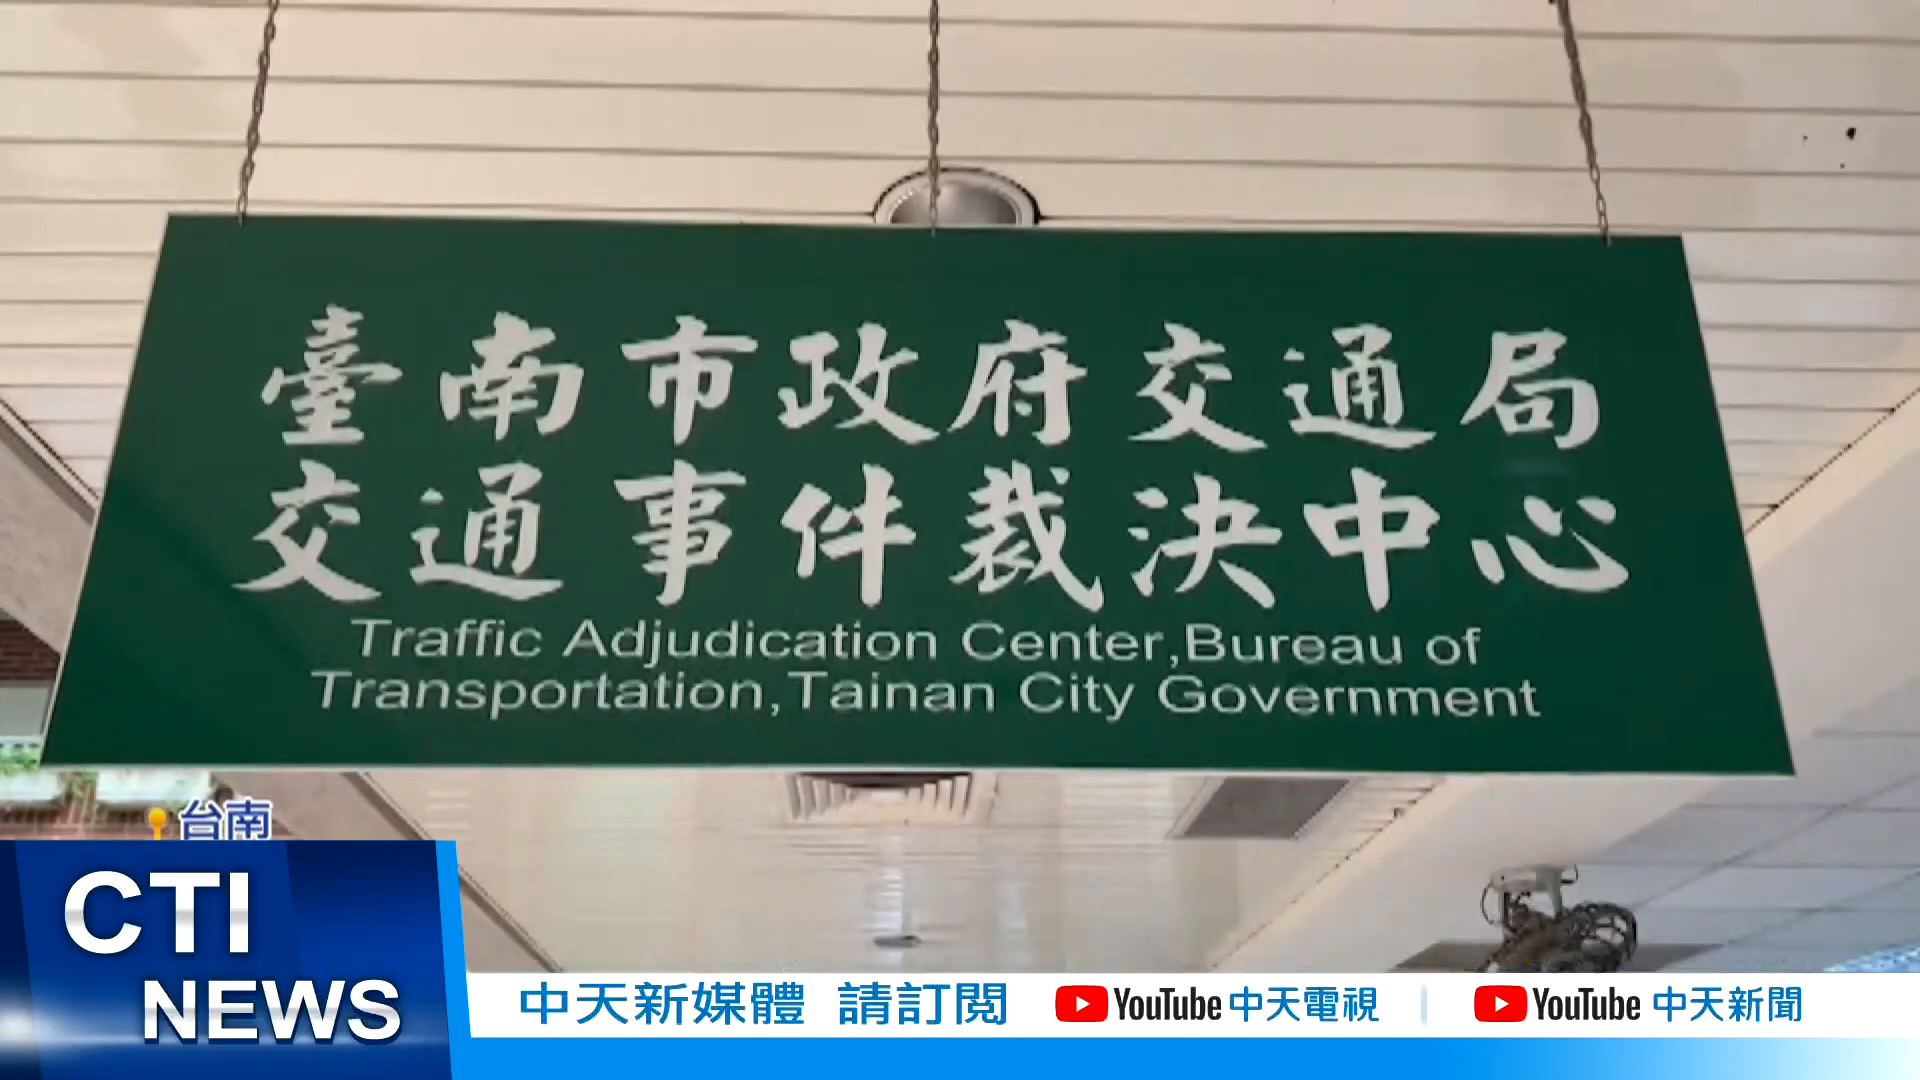 臺南市政府交通局
交通事件裁決中心
Traffic Adjudication Center,Bureau of
Transportation,Tainan City Government
台南
CTI
NEWS
中天新媒體 請訂閱 YouTube 中天電視 YouTube 中天新聞